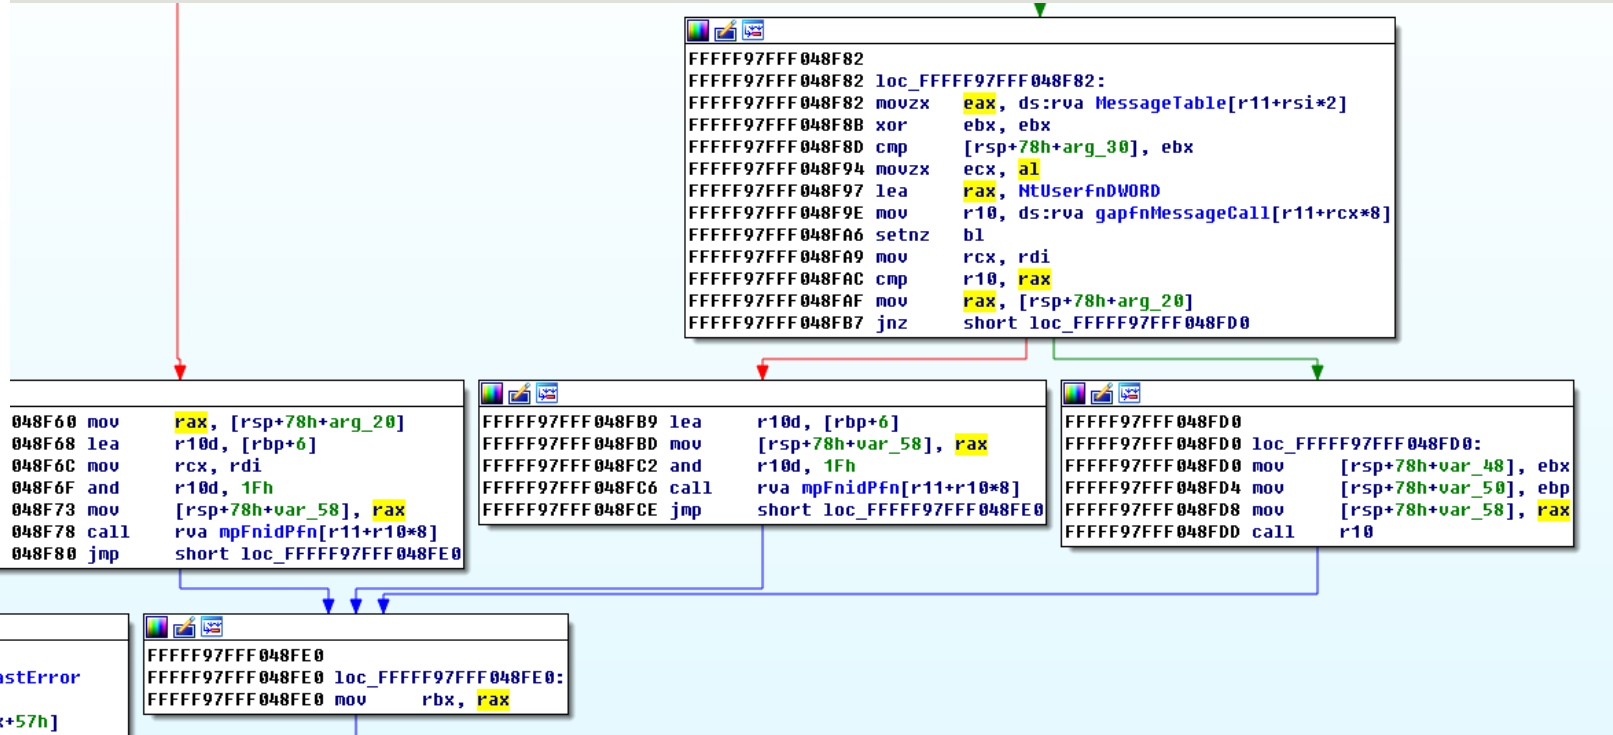 FFFFF97FFF048F82
FFFFF97FFF048F82 loc_FFFFF97FFF048F82:
FFFFF97FFF048F82 movzx eax, ds:rva MessageTable[r11+rsi*2]
FFFFF97FFF048F8B xor ebx, ebx
FFFFF97FFF048F8D cmp [rsp+78h+arg_30], ebx
FFFFF97FFF048F94 movzx ecx, al
FFFFF97FFF048F97 lea rax, NtUserfnDWORD
FFFFF97FFF048F9E mov r10, ds:rva gapfnMessageCall[r11+rcx*8]
FFFFF97FFF048FA6 setnz bl
FFFFF97FFF048FA9 mov rcx, rdi
FFFFF97FFF048FAC cmp r10, rax
FFFFF97FFF048FAF mov rax, [rsp+78h+arg_20]
FFFFF97FFF048FB7 jnz short loc_FFFFF97FFF048FD0
048F60 mov rax, [rsp+78h+arg_20]
048F68 lea r10d, [rbp+6]
048F6C mov rcx, rdi
048F6F and r10d, 1Fh
048F73 mov [rsp+78h+var_58], rax
048F78 call rva mpFnidPfn[r11+r10*8]
048F80 jmp short loc_FFFFF97FFF048FE0
FFFFF97FFF048FB9 lea r10d, [rbp+6]
FFFFF97FFF048FBD mov [rsp+78h+var_58], rax
FFFFF97FFF048FC2 and r10d, 1Fh
FFFFF97FFF048FC6 call rva mpFnidPfn[r11+r10*8]
FFFFF97FFF048FCE jmp short loc_FFFFF97FFF048FE0
FFFFF97FFF048FD0
FFFFF97FFF048FD0 loc_FFFFF97FFF048FD0:
FFFFF97FFF048FD0 mov [rsp+78h+var_48], ebx
FFFFF97FFF048FD4 mov [rsp+78h+var_50], ebp
FFFFF97FFF048FD8 mov [rsp+78h+var_58], rax
FFFFF97FFF048FDD call r10
astError
x+57h]
FFFFF97FFF048FE0
FFFFF97FFF048FE0 loc_FFFFF97FFF048FE0:
FFFFF97FFF048FE0 mov rbx, rax